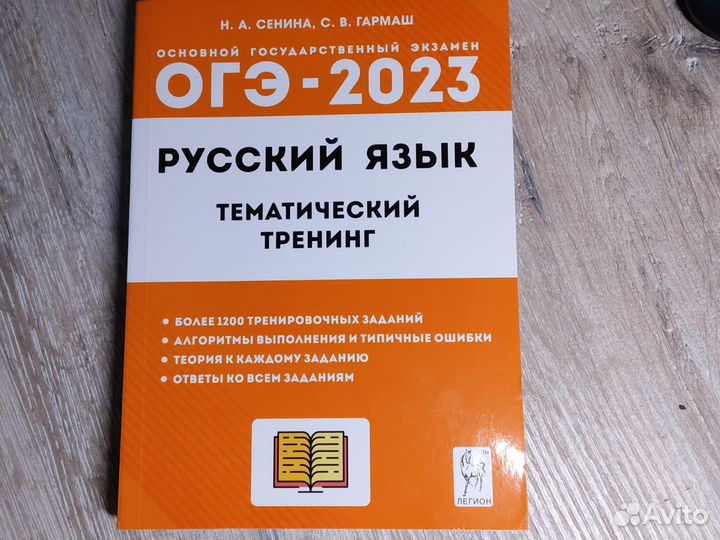 Н. А. СЕНИНА, С. В. ГАРМАШ
ОСНОВНОЙ ГОСУДАРСТВЕННЫЙ ЭКЗАМЕН
ОГЭ - 2023
РУССКИЙ ЯЗЫК
ТЕМАТИЧЕСКИЙ
ТРЕНИНГ
• БОЛЕЕ 1200 ТРЕНИРОВОЧНЫХ ЗАДАНИЙ
• АЛГОРИТМЫ ВЫПОЛНЕНИЯ И ТИПИЧНЫЕ ОШИБКИ
• ТЕОРИЯ К КАЖДОМУ ЗАДАНИЮ
• ОТВЕТЫ КО ВСЕМ ЗАДАНИЯМ
TM
ЛЕГИОН
Avito